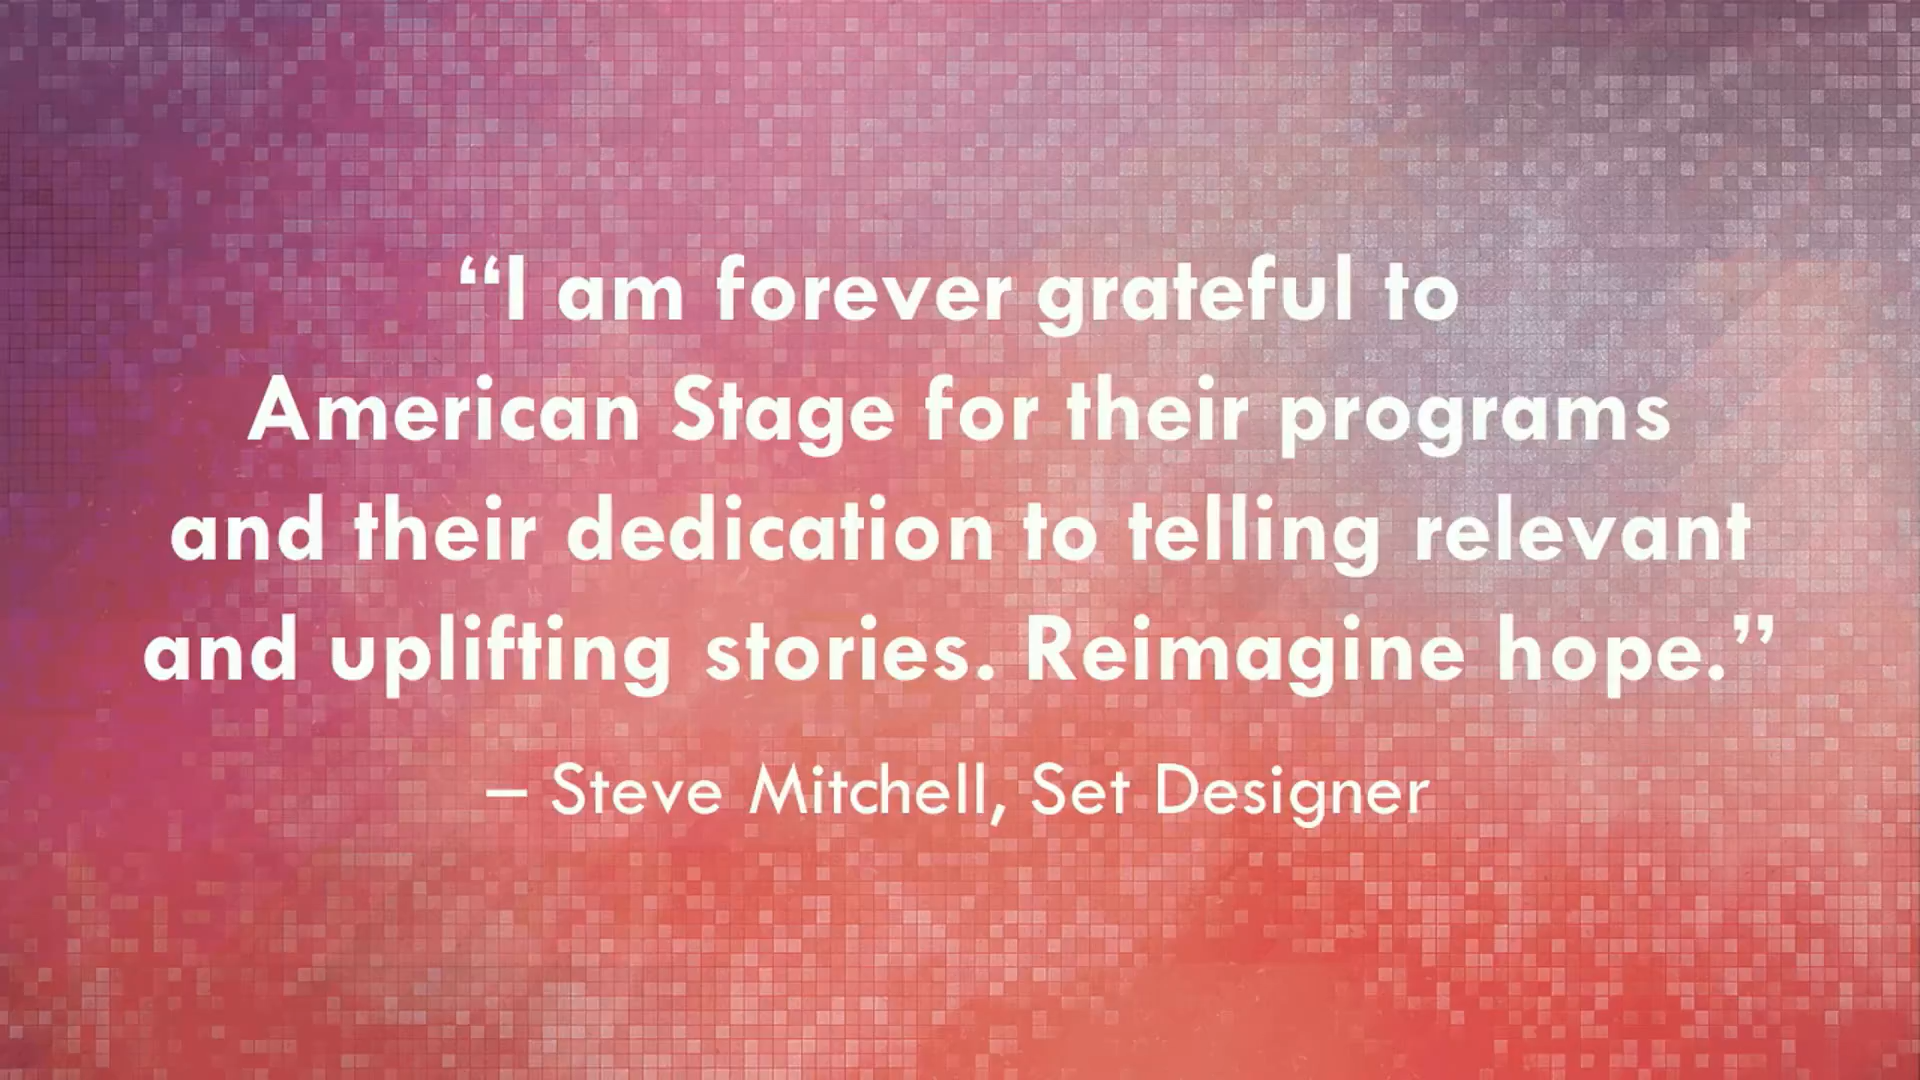 “I am forever grateful to
American Stage for their programs
and their dedication to telling relevant
and uplifting stories. Reimagine hope.”
– Steve Mitchell, Set Designer